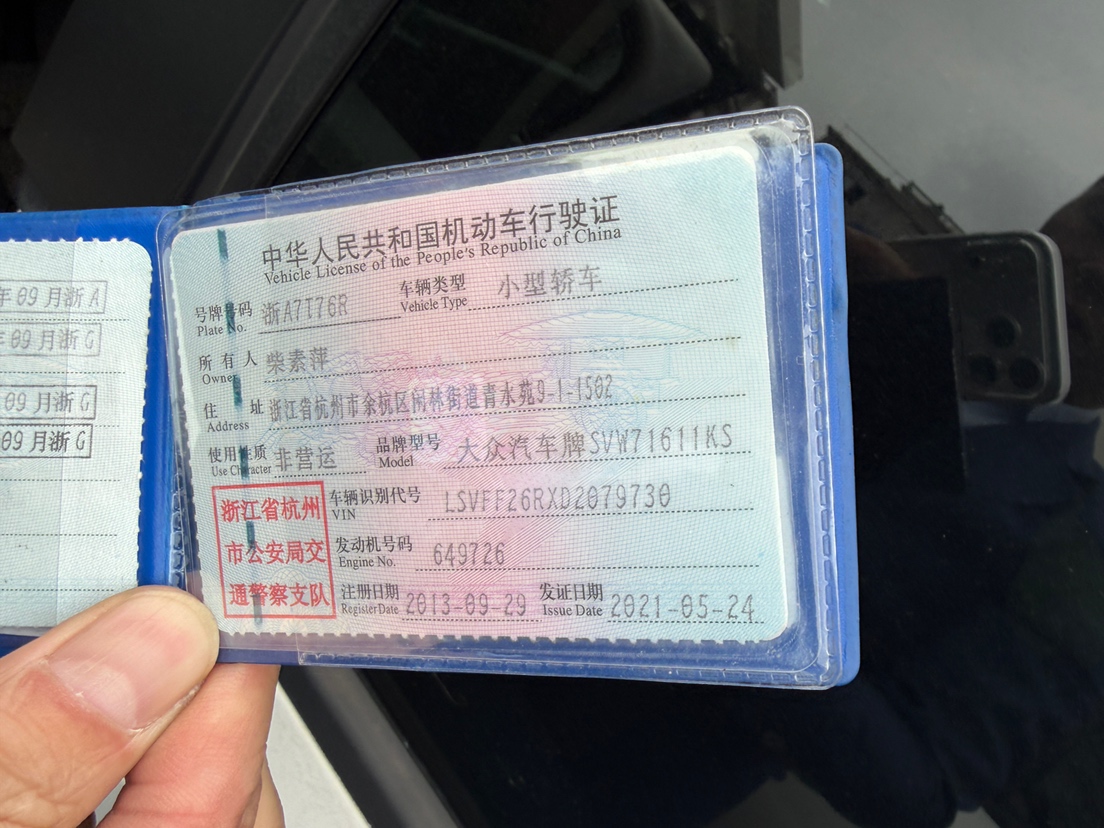 年09月浙A
年09月浙G
09月浙G
09月浙G
中华人民共和国机动车行驶证
Vehicle License of the People's Republic of China
号牌号码 浙A7T76R 车辆类型 小型轿车
Plate No. Vehicle Type
所有人 柴素萍
Owner
住址 浙江省杭州市余杭区闲林街道青水苑9-1-1502
Address
使用性质 非营运 品牌型号 大众汽车牌SVW71611KS
Use Character Model
浙江省杭州
市公安局交
通警察支队
车辆识别代号 LSVFF26RXD2079730
VIN
发动机号码 649726
Engine No.
注册日期 2013-09-29 发证日期 2021-05-24
Register Date Issue Date